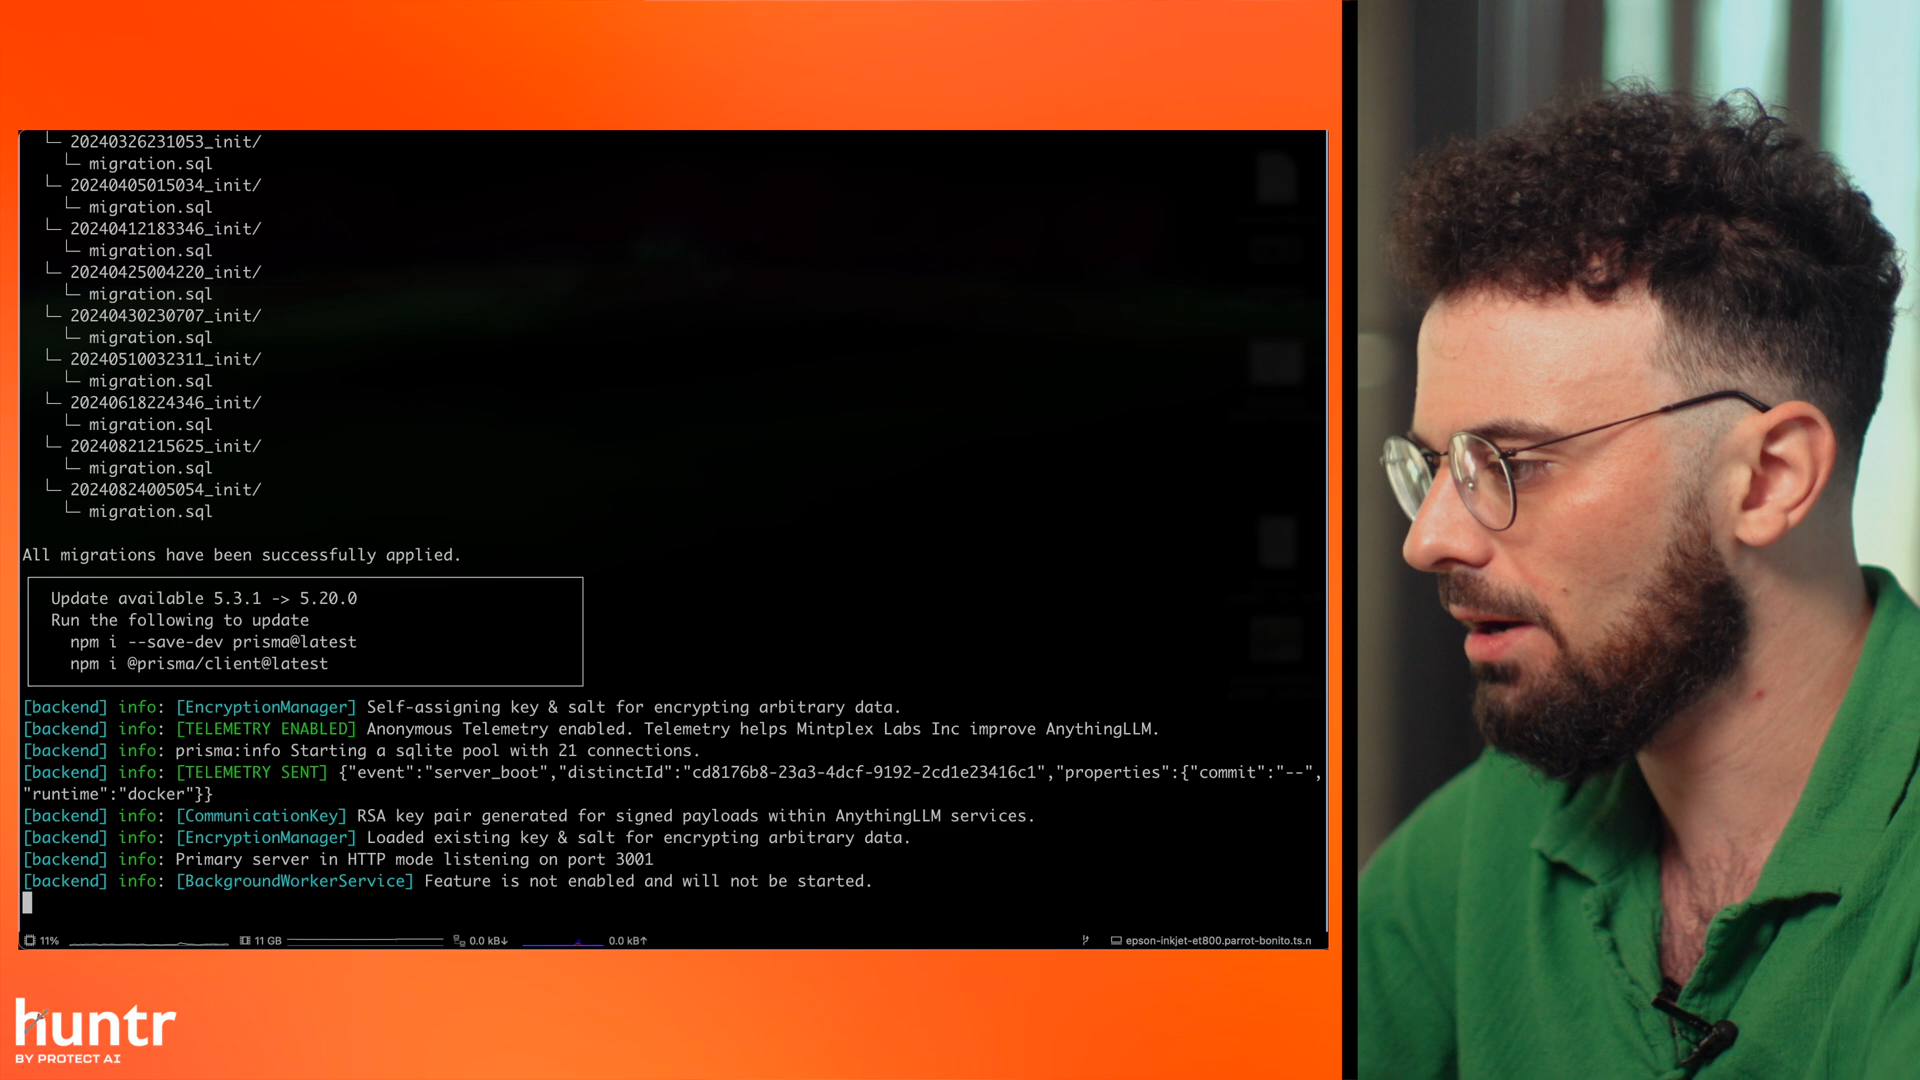 └─ 20240326231053_init/
└─ migration.sql
└─ 20240405015034_init/
└─ migration.sql
└─ 20240412183346_init/
└─ migration.sql
└─ 20240425004220_init/
└─ migration.sql
└─ 20240430230707_init/
└─ migration.sql
└─ 20240510032311_init/
└─ migration.sql
└─ 20240618224346_init/
└─ migration.sql
└─ 20240821215625_init/
└─ migration.sql
└─ 20240824005054_init/
└─ migration.sql
All migrations have been successfully applied.
Update available 5.3.1 -> 5.20.0
Run the following to update
npm i --save-dev prisma@latest
npm i @prisma/client@latest
[backend] info: [EncryptionManager] Self-assigning key & salt for encrypting arbitrary data.
[backend] info: [TELEMETRY ENABLED] Anonymous Telemetry enabled. Telemetry helps Mintplex Labs Inc improve AnythingLLM.
[backend] info: prisma:info Starting a sqlite pool with 21 connections.
[backend] info: [TELEMETRY SENT] {"event":"server_boot","distinctId":"cd8176b8-23a3-4dcf-9192-2cd1e23416c1","properties":{"commit":"--",
"runtime":"docker"}}
[backend] info: [CommunicationKey] RSA key pair generated for signed payloads within AnythingLLM services.
[backend] info: [EncryptionManager] Loaded existing key & salt for encrypting arbitrary data.
[backend] info: Primary server in HTTP mode listening on port 3001
[backend] info: [BackgroundWorkerService] Feature is not enabled and will not be started.
11% 11 GB 0.0 kB↓ 0.0 kB↑ epson-inkjet-et800.parrot-bonito.ts.n
huntr
BY PROTECT AI